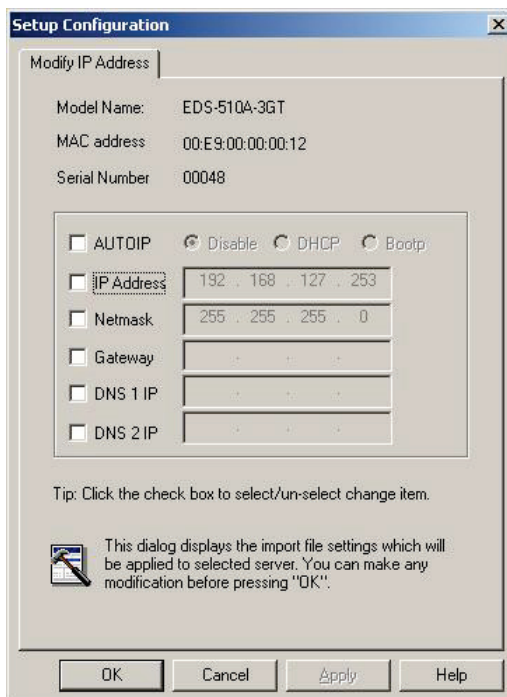 Setup Configuration
Modify IP Address
Model Name: EDS-510A-3GT
MAC address 00:E9:00:00:00:12
Serial Number 00048
AUTOIP Disable DHCP Bootp
IP Address 192 . 168 . 127 . 253
Netmask 255 . 255 . 255 . 0
Gateway . . .
DNS 1 IP . . .
DNS 2 IP . . .
Tip: Click the check box to select/un-select change item.
This dialog displays the import file settings which will
be applied to selected server. You can make any
modification before pressing "OK".
OK Cancel Apply Help